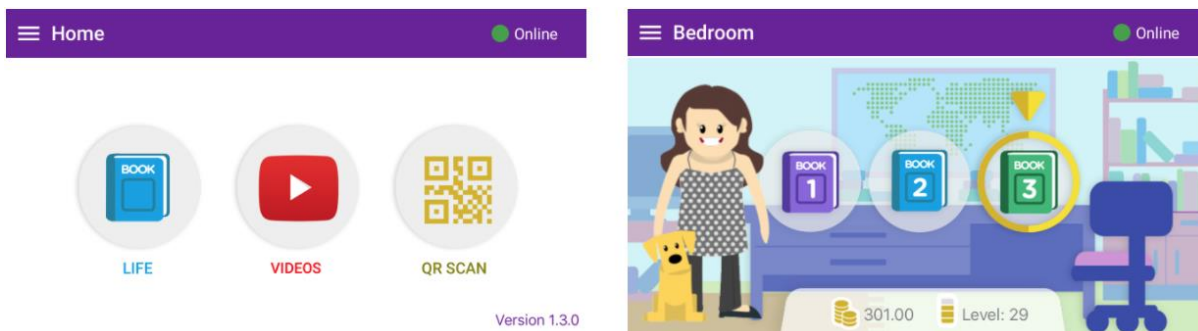 Home
Online
BOOK
LIFE
VIDEOS
QR SCAN
Version 1.3.0
Bedroom
Online
BOOK
1
BOOK
2
BOOK
3
301.00
Level: 29